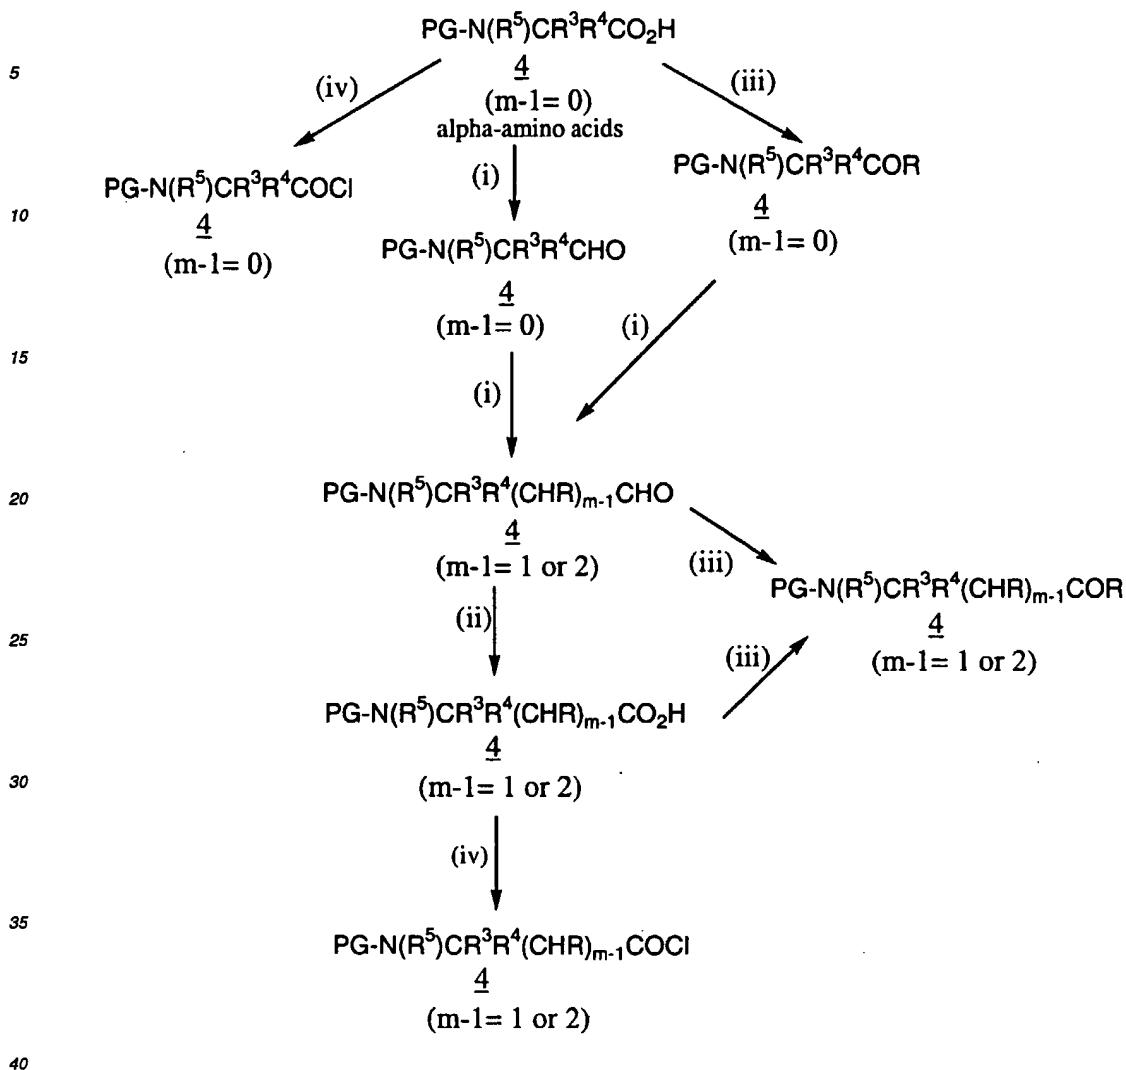 PG-N(R⁵)CR³R⁴CO₂H
4
(m-1= 0)
alpha-amino acids
5
(iv)
(iii)
(i)
PG-N(R⁵)CR³R⁴COCl
4
(m-1= 0)
PG-N(R⁵)CR³R⁴COR
4
(m-1= 0)
10
PG-N(R⁵)CR³R⁴CHO
4
(m-1= 0)
(i)
15
(i)
PG-N(R⁵)CR³R⁴(CHR)ₘ₋₁CHO
4
(m-1= 1 or 2)
20
(iii)
PG-N(R⁵)CR³R⁴(CHR)ₘ₋₁COR
4
(m-1= 1 or 2)
(ii)
25
(iii)
PG-N(R⁵)CR³R⁴(CHR)ₘ₋₁CO₂H
4
(m-1= 1 or 2)
30
(iv)
35
PG-N(R⁵)CR³R⁴(CHR)ₘ₋₁COCl
4
(m-1= 1 or 2)
40